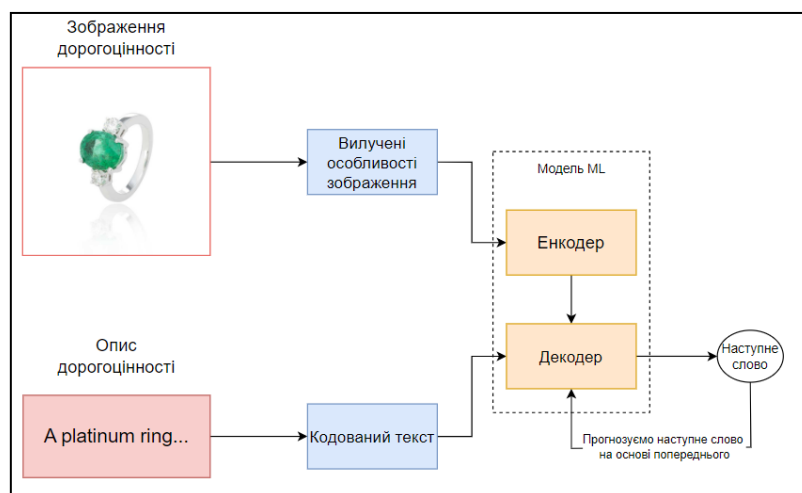 Зображення
дорогоцінності
Вилучені
особливості
зображення
Модель ML
Енкодер
Опис
дорогоцінності
Декодер
Наступне
слово
A platinum ring...
Кодований текст
Прогнозуємо наступне слово
на основі попереднього